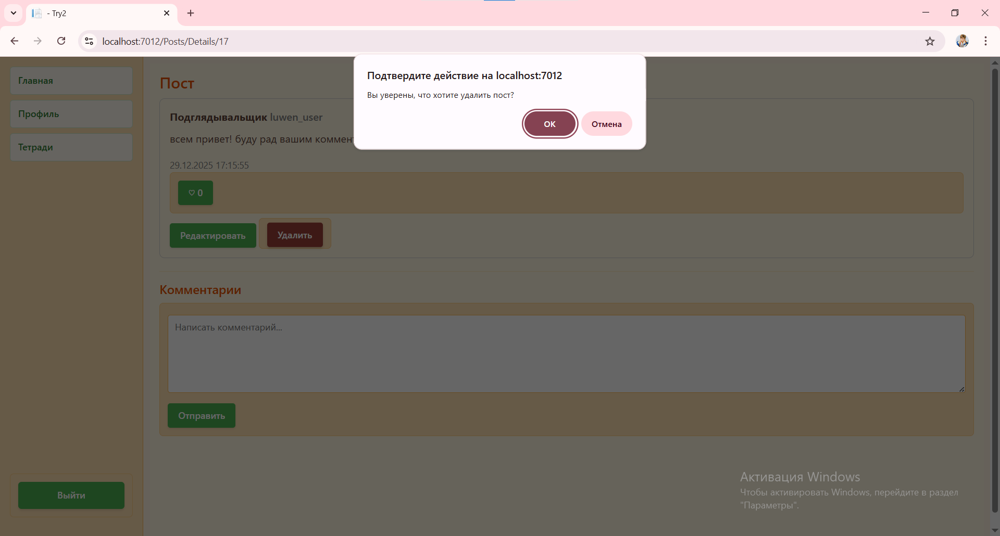 - Try2
localhost:7012/Posts/Details/17
Подтвердите действие на localhost:7012
Вы уверены, что хотите удалить пост?
ОК
Отмена
Главная
Профиль
Тетради
Выйти
Пост
Подглядывальщик luwen_user
всем привет! буду рад вашим
29.12.2025 17:15:55
♡ 0
Редактировать
Удалить
Комментарии
Написать комментарий...
Отправить
Активация Windows
Чтобы активировать Windows, перейдите в раздел
"Параметры".